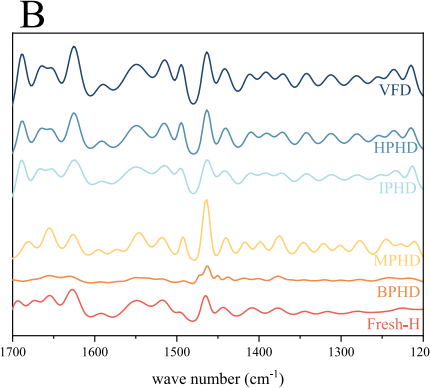 B
VFD
HPHD
IPHD
MPHD
BPHD
Fresh-H
1700 1600 1500 1400 1300 120
wave number (cm⁻¹)